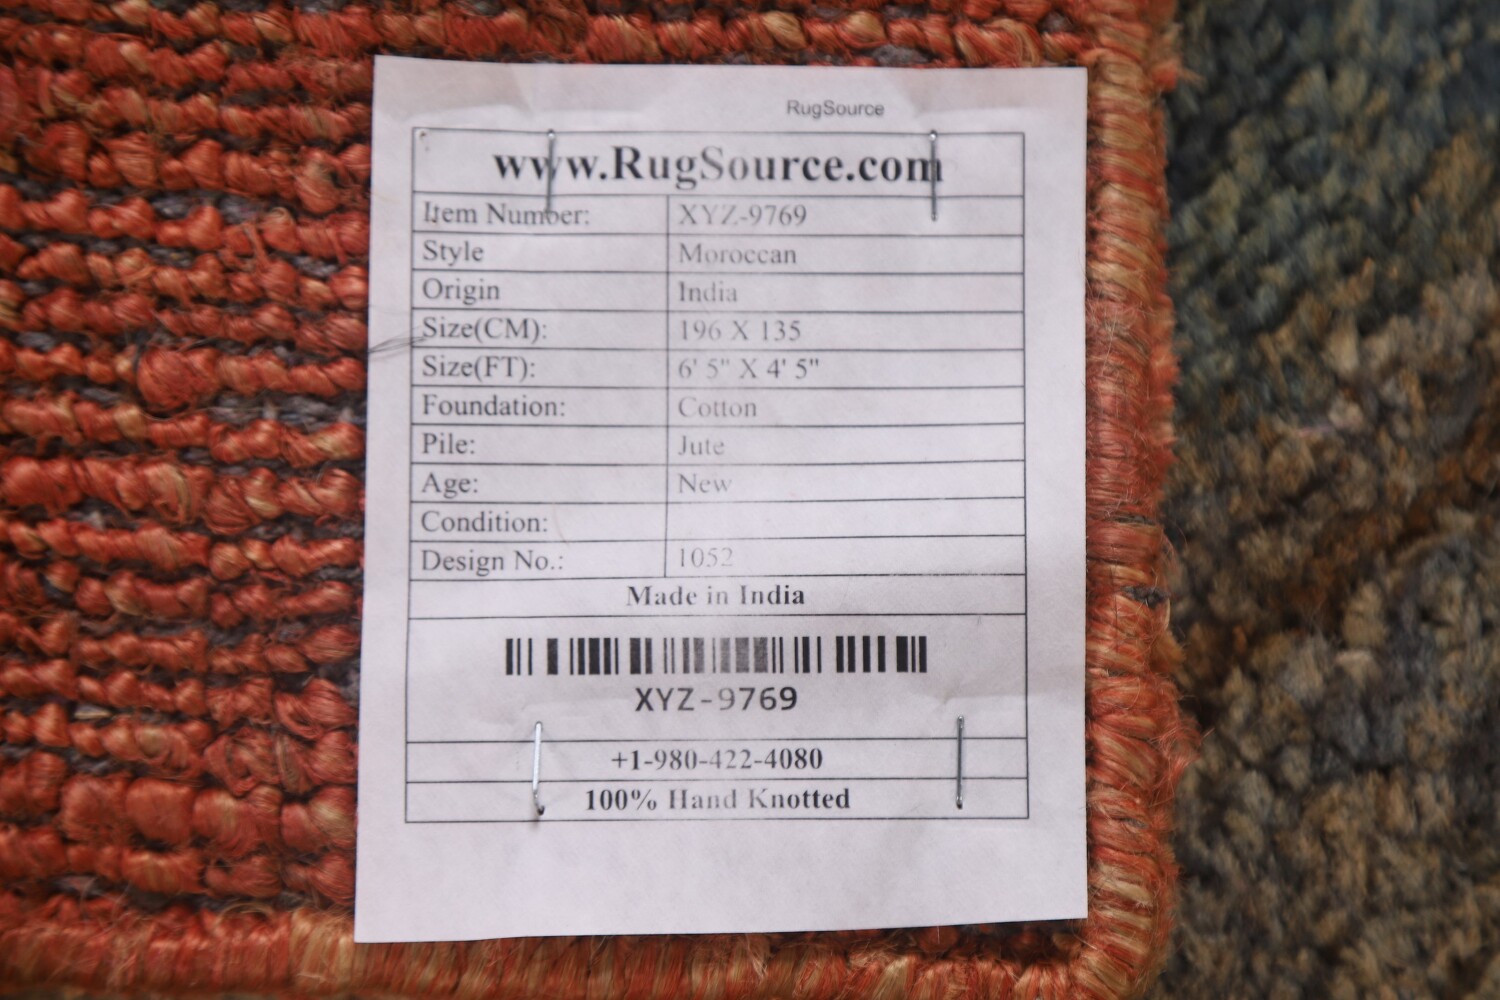 RugSource
www.RugSource.com
Item Number: XYZ-9769
Style Moroccan
Origin India
Size(CM): 196 X 135
Size(FT): 6' 5" X 4' 5"
Foundation: Cotton
Pile: Jute
Age: New
Condition:
Design No.: 1052
Made in India
XYZ-9769
+1-980-422-4080
100% Hand Knotted